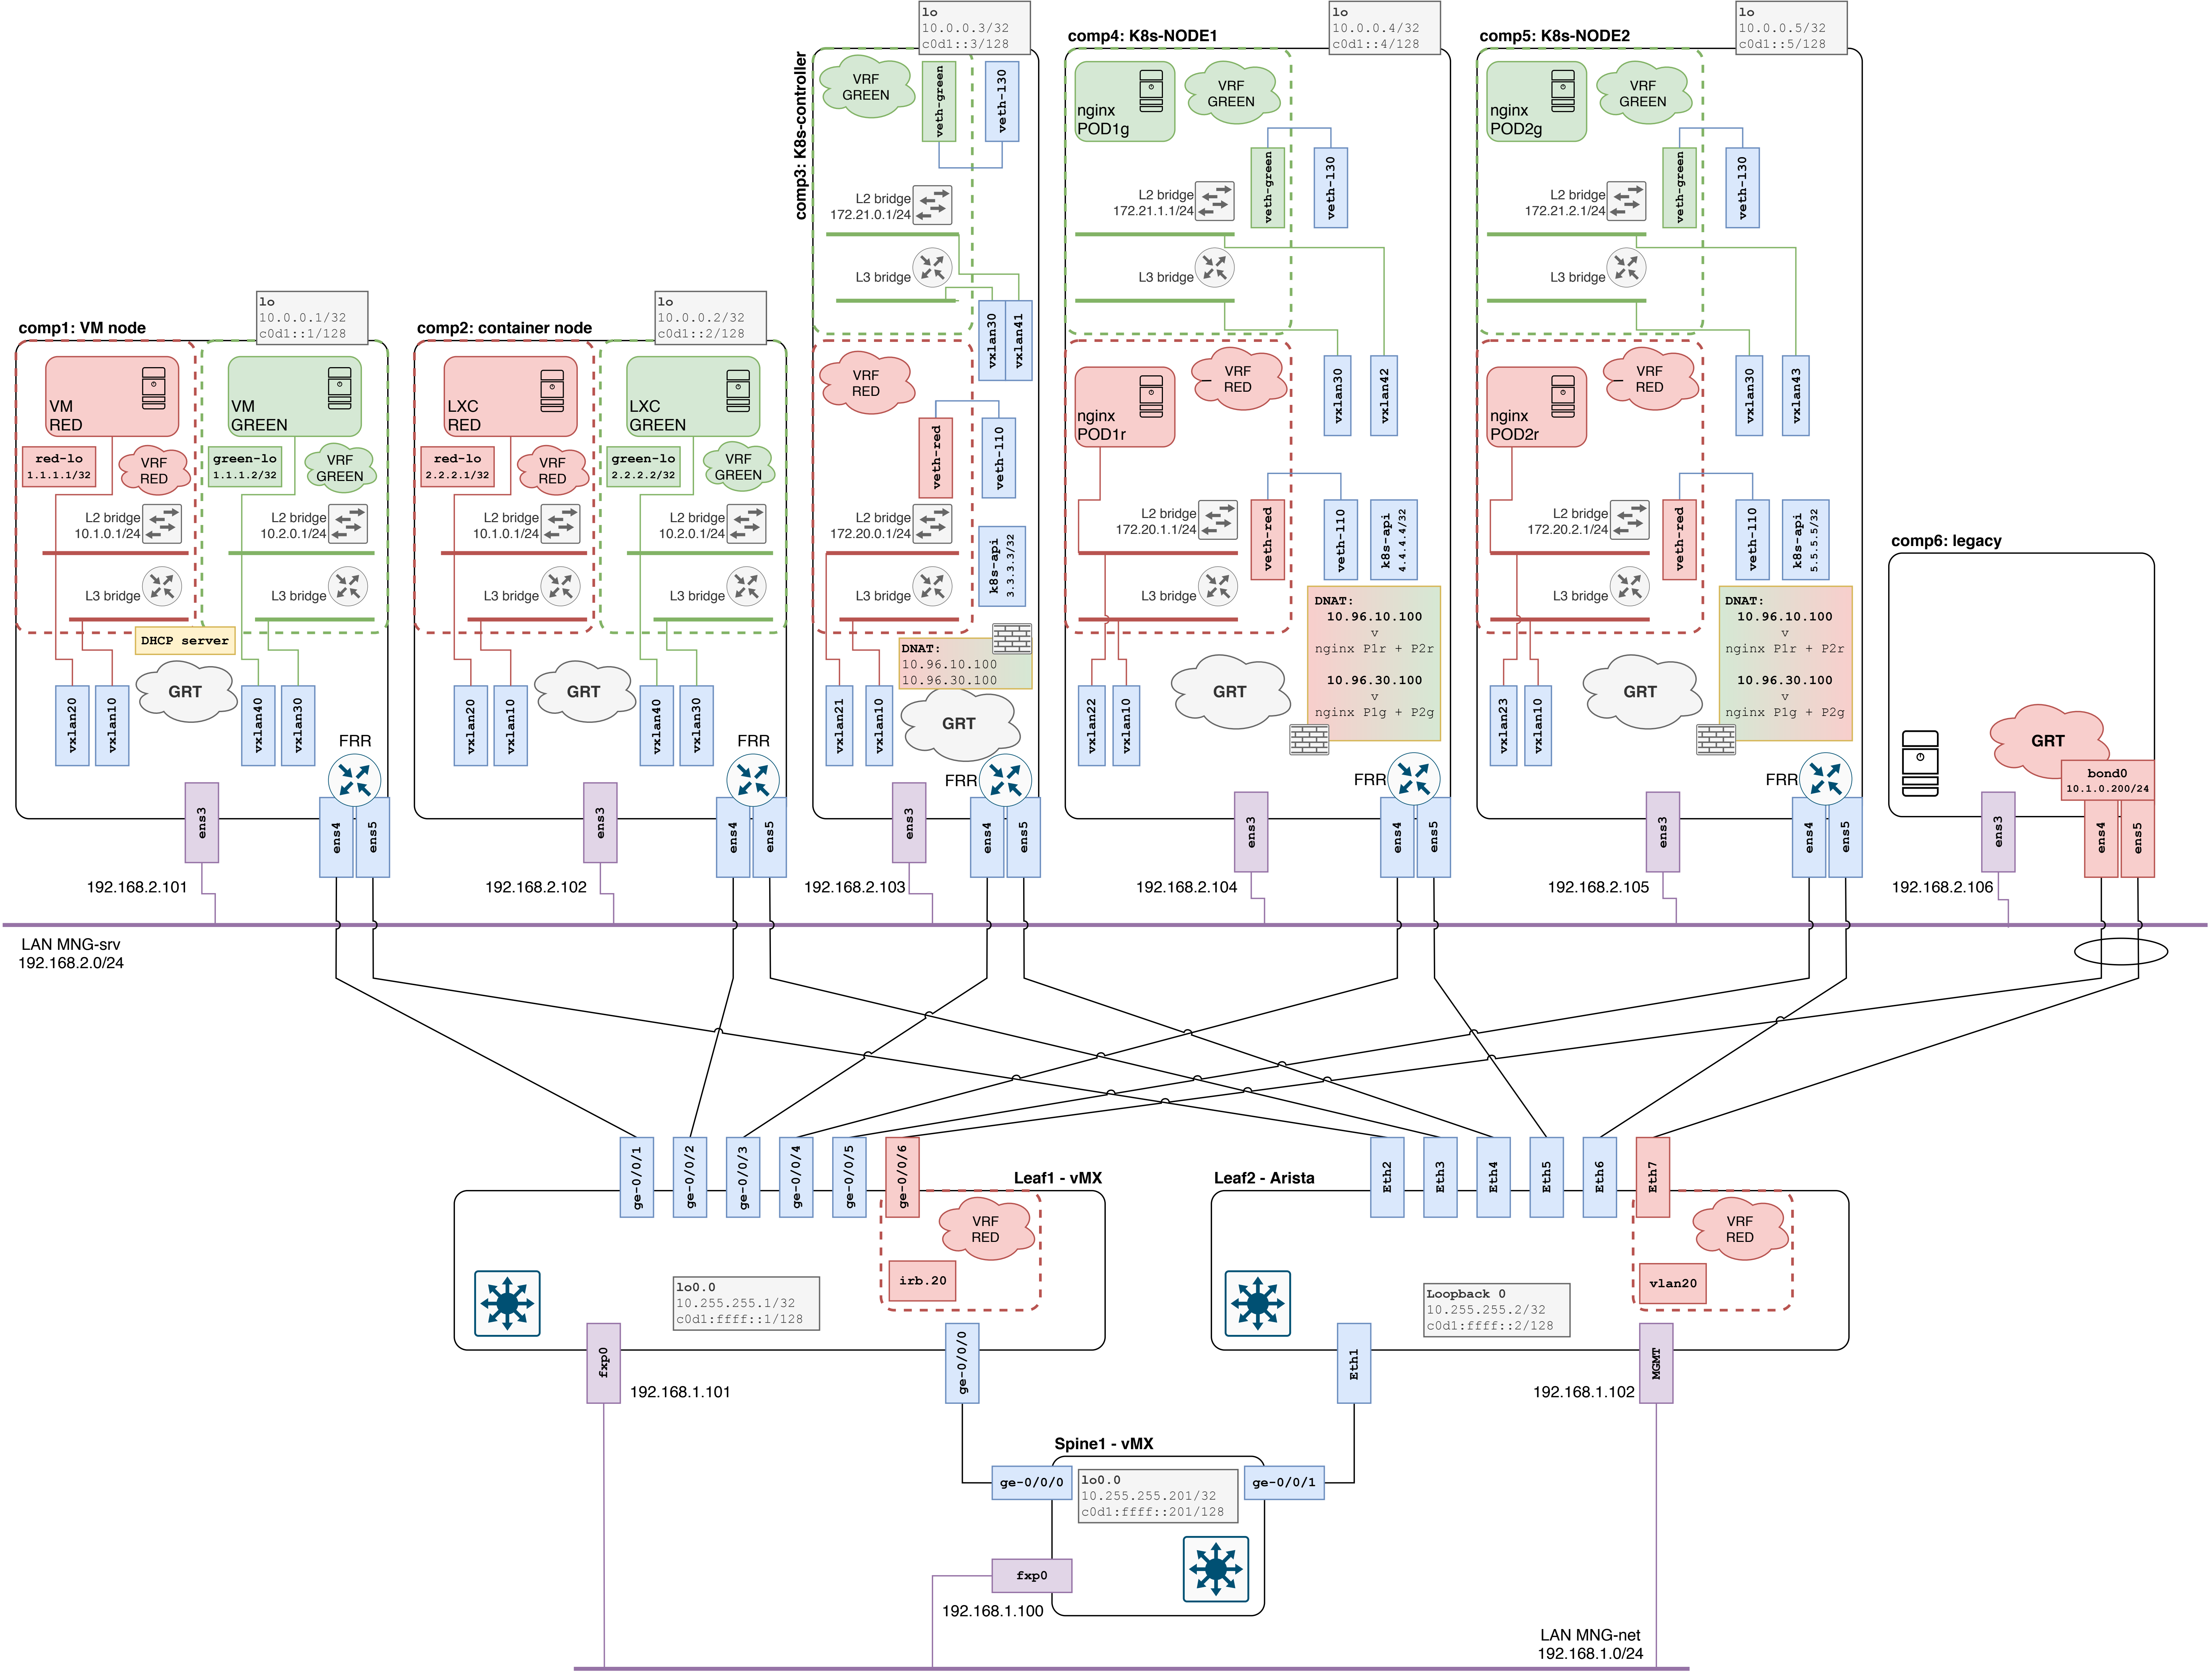 comp1: VM node
lo
10.0.0.1/32
c0d1::1/128
VM
RED
VM
GREEN
red-lo
1.1.1.1/32
VRF
RED
green-lo
1.1.1.2/32
VRF
GREEN
L2 bridge
10.1.0.1/24
L2 bridge
10.2.0.1/24
L3 bridge
L3 bridge
DHCP server
GRT
vxlan20
vxlan10
vxlan40
vxlan30
FRR
ens3
ens4
ens5
192.168.2.101
comp2: container node
lo
10.0.0.2/32
c0d1::2/128
LXC
RED
LXC
GREEN
red-lo
2.2.2.1/32
VRF
RED
green-lo
2.2.2.2/32
VRF
GREEN
L2 bridge
10.1.0.1/24
L2 bridge
10.2.0.1/24
L3 bridge
L3 bridge
GRT
vxlan20
vxlan10
vxlan40
vxlan30
FRR
ens3
ens4
ens5
192.168.2.102
comp3: K8s-controller
lo
10.0.0.3/32
c0d1::3/128
VRF
GREEN
veth-green
veth-130
L2 bridge
172.21.0.1/24
L3 bridge
vxlan30
vxlan41
VRF
RED
veth-red
veth-110
L2 bridge
172.20.0.1/24
k8s-api
3.3.3.3/32
L3 bridge
DNAT:
10.96.10.100
10.96.30.100
vxlan21
vxlan10
GRT
FRR
ens3
ens4
ens5
192.168.2.103
comp4: K8s-NODE1
lo
10.0.0.4/32
c0d1::4/128
nginx
POD1g
VRF
GREEN
veth-green
veth-130
L2 bridge
172.21.1.1/24
L3 bridge
vxlan30
vxlan42
nginx
POD1r
VRF
RED
L2 bridge
172.20.1.1/24
veth-red
veth-110
k8s-api
4.4.4.4/32
L3 bridge
DNAT:
10.96.10.100
v
nginx P1r + P2r
10.96.30.100
v
nginx P1g + P2g
GRT
vxlan22
vxlan10
FRR
ens3
ens4
ens5
192.168.2.104
comp5: K8s-NODE2
lo
10.0.0.5/32
c0d1::5/128
nginx
POD2g
VRF
GREEN
veth-green
veth-130
L2 bridge
172.21.2.1/24
L3 bridge
vxlan30
vxlan43
nginx
POD2r
VRF
RED
L2 bridge
172.20.2.1/24
veth-red
veth-110
k8s-api
5.5.5.5/32
L3 bridge
DNAT:
10.96.10.100
v
nginx P1r + P2r
10.96.30.100
v
nginx P1g + P2g
GRT
vxlan23
vxlan10
FRR
ens3
ens4
ens5
192.168.2.105
comp6: legacy
GRT
bond0
10.1.0.200/24
ens3
ens4
ens5
192.168.2.106
LAN MNG-srv
192.168.2.0/24
Leaf1 - vMX
ge-0/0/1
ge-0/0/2
ge-0/0/3
ge-0/0/4
ge-0/0/5
ge-0/0/6
VRF
RED
irb.20
lo0.0
10.255.255.1/32
c0d1:ffff::1/128
fxp0
192.168.1.101
ge-0/0/0
Leaf2 - Arista
Eth2
Eth3
Eth4
Eth5
Eth6
Eth7
VRF
RED
vlan20
Loopback 0
10.255.255.2/32
c0d1:ffff::2/128
Eth1
192.168.1.102
MGMT
Spine1 - vMX
ge-0/0/0
lo0.0
10.255.255.201/32
c0d1:ffff::201/128
ge-0/0/1
fxp0
192.168.1.100
LAN MNG-net
192.168.1.0/24